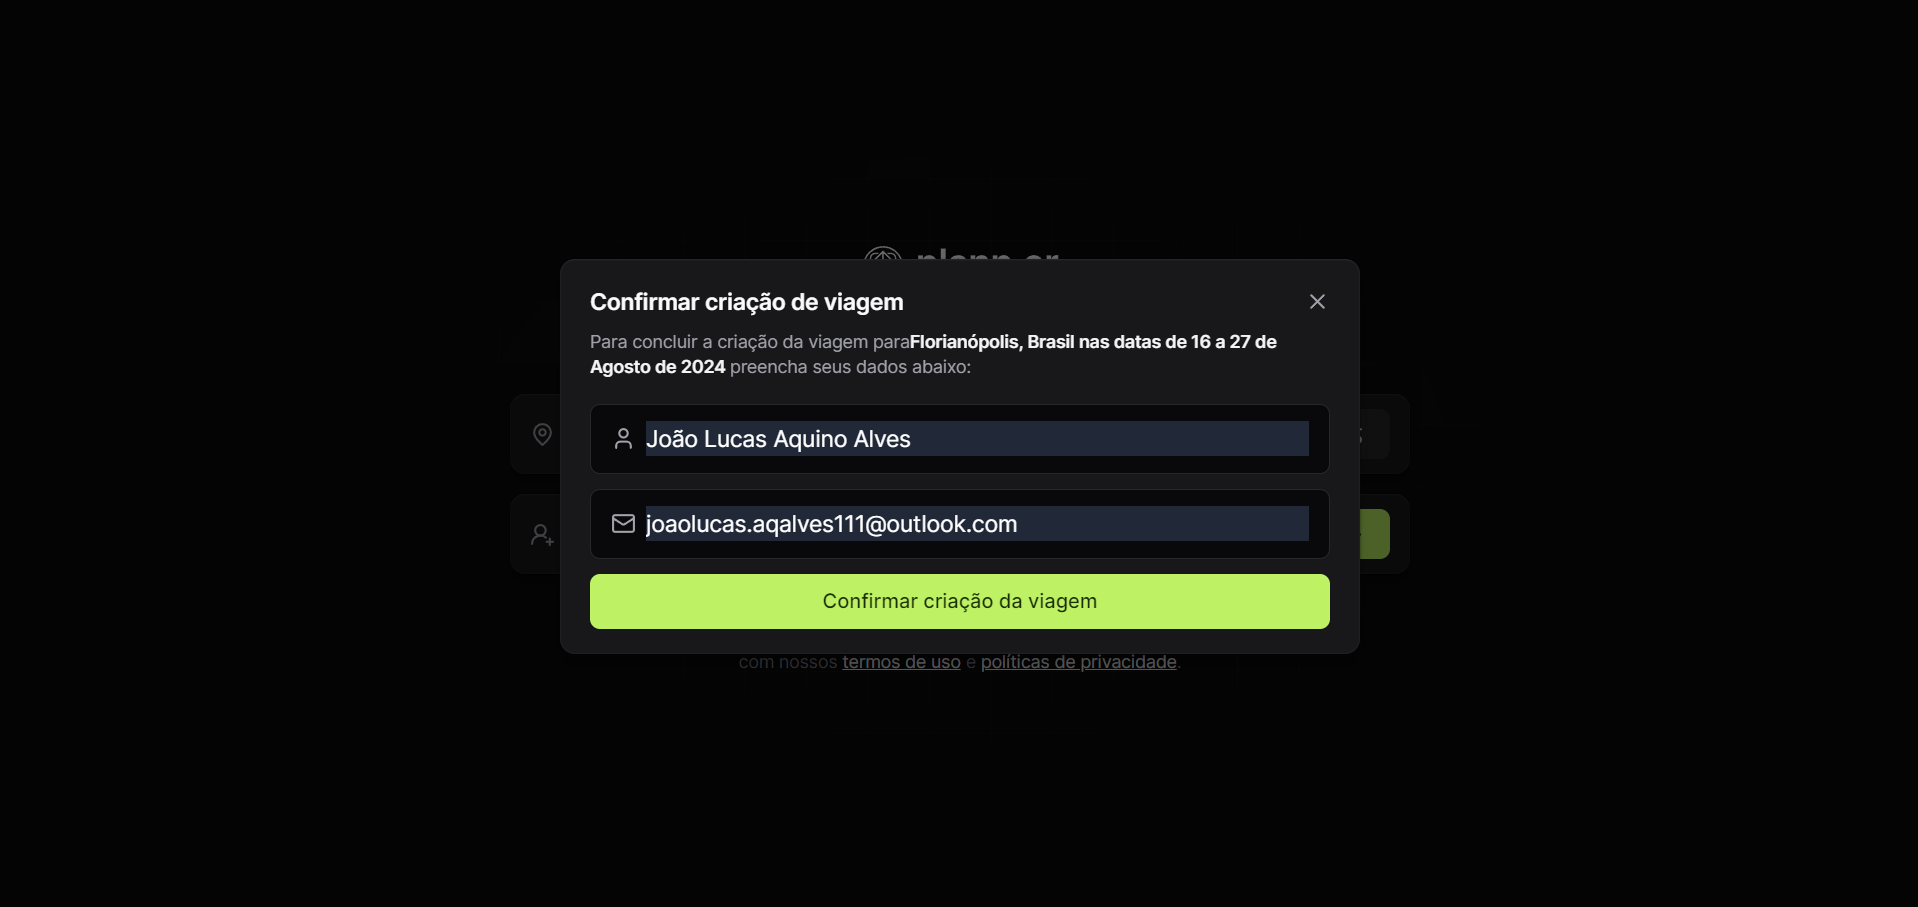 Confirmar criação de viagem
Para concluir a criação da viagem paraFlorianópolis, Brasil nas datas de 16 a 27 de
Agosto de 2024 preencha seus dados abaixo:
João Lucas Aquino Alves
joaolucas.aqalves111@outlook.com
Confirmar criação da viagem
com nossos termos de uso e políticas de privacidade.